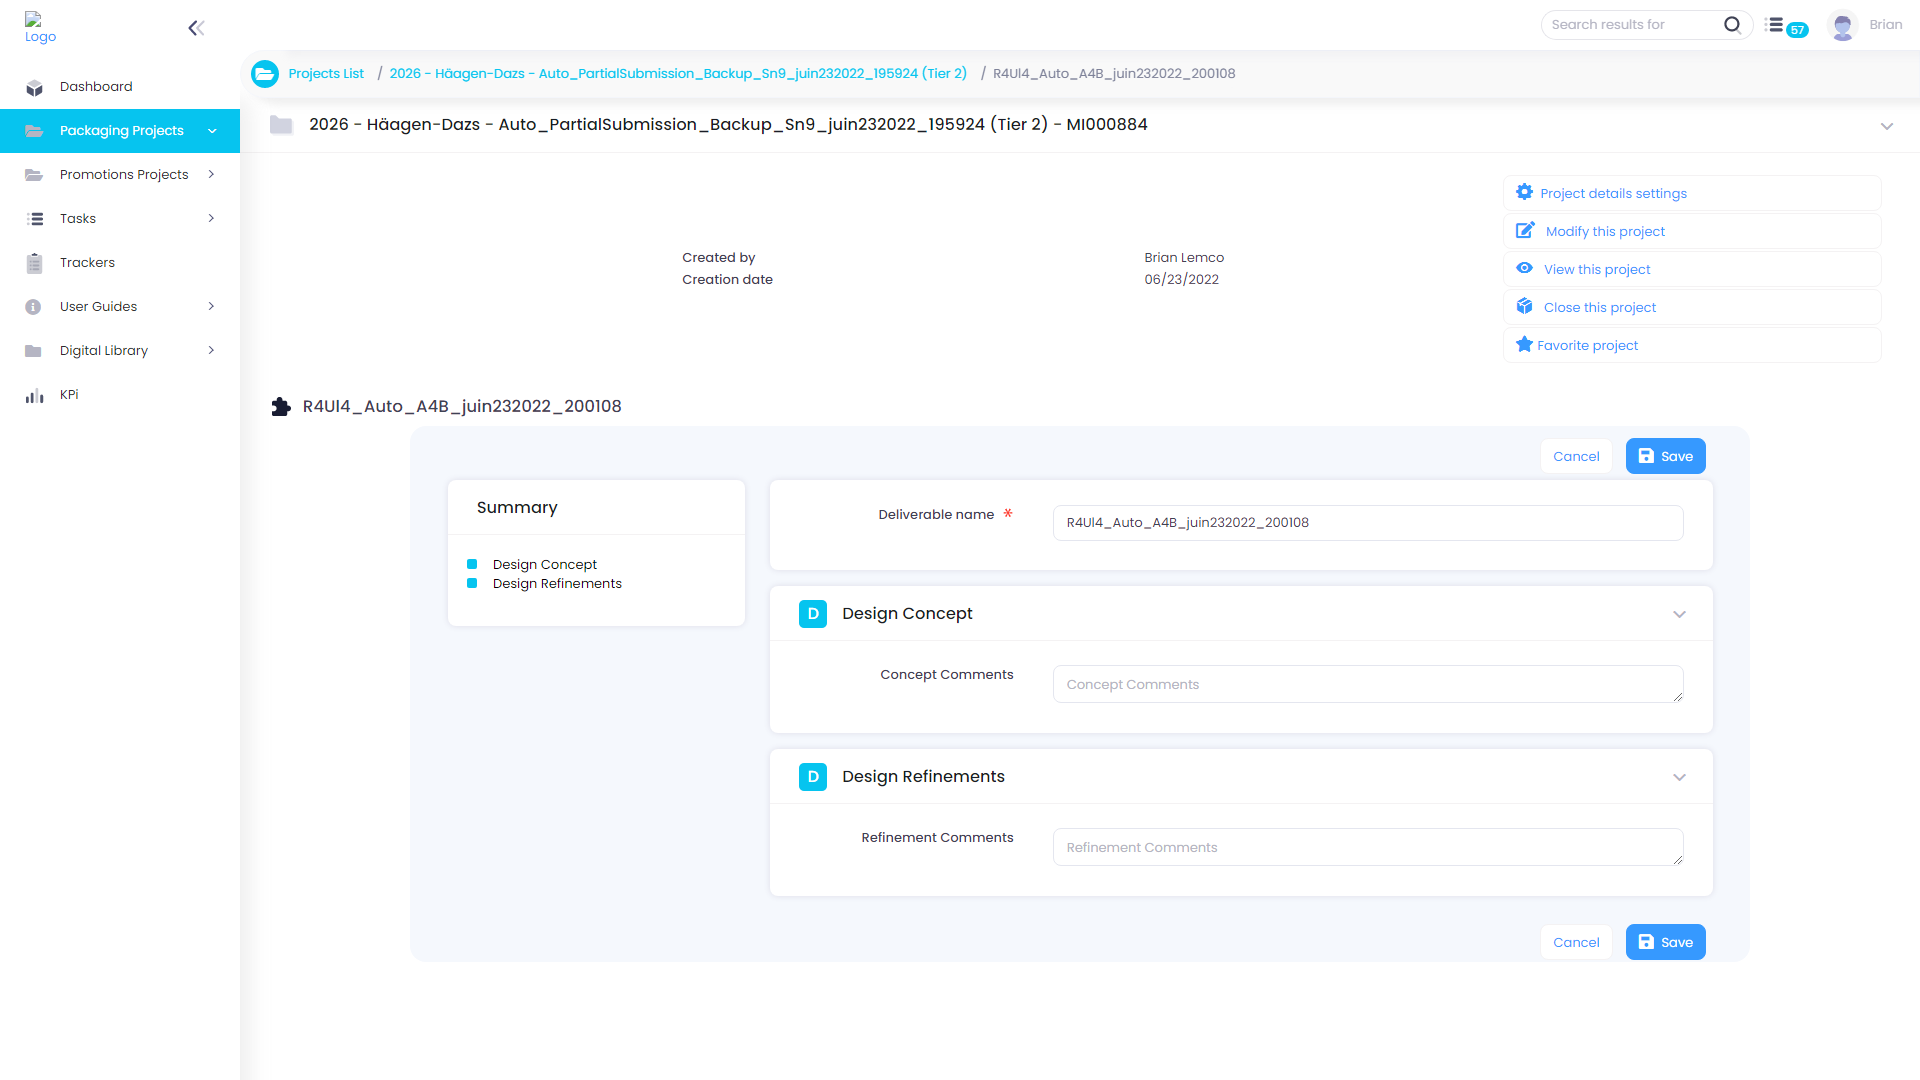 Logo
Search results for
57
Brian
Dashboard
Packaging Projects
Promotions Projects
Tasks
Trackers
User Guides
Digital Library
KPi
Projects List / 2026 - Häagen-Dazs - Auto_PartialSubmission_Backup_Sn9_juin232022_195924 (Tier 2) / R4Ul4_Auto_A4B_juin232022_200108
2026 - Häagen-Dazs - Auto_PartialSubmission_Backup_Sn9_juin232022_195924 (Tier 2) - MI000884
Created by Brian Lemco
Creation date 06/23/2022
Project details settings
Modify this project
View this project
Close this project
Favorite project
R4Ul4_Auto_A4B_juin232022_200108
Cancel Save
Summary
Design Concept
Design Refinements
Deliverable name *
R4Ul4_Auto_A4B_juin232022_200108
D Design Concept
Concept Comments
Concept Comments
D Design Refinements
Refinement Comments
Refinement Comments
Cancel Save